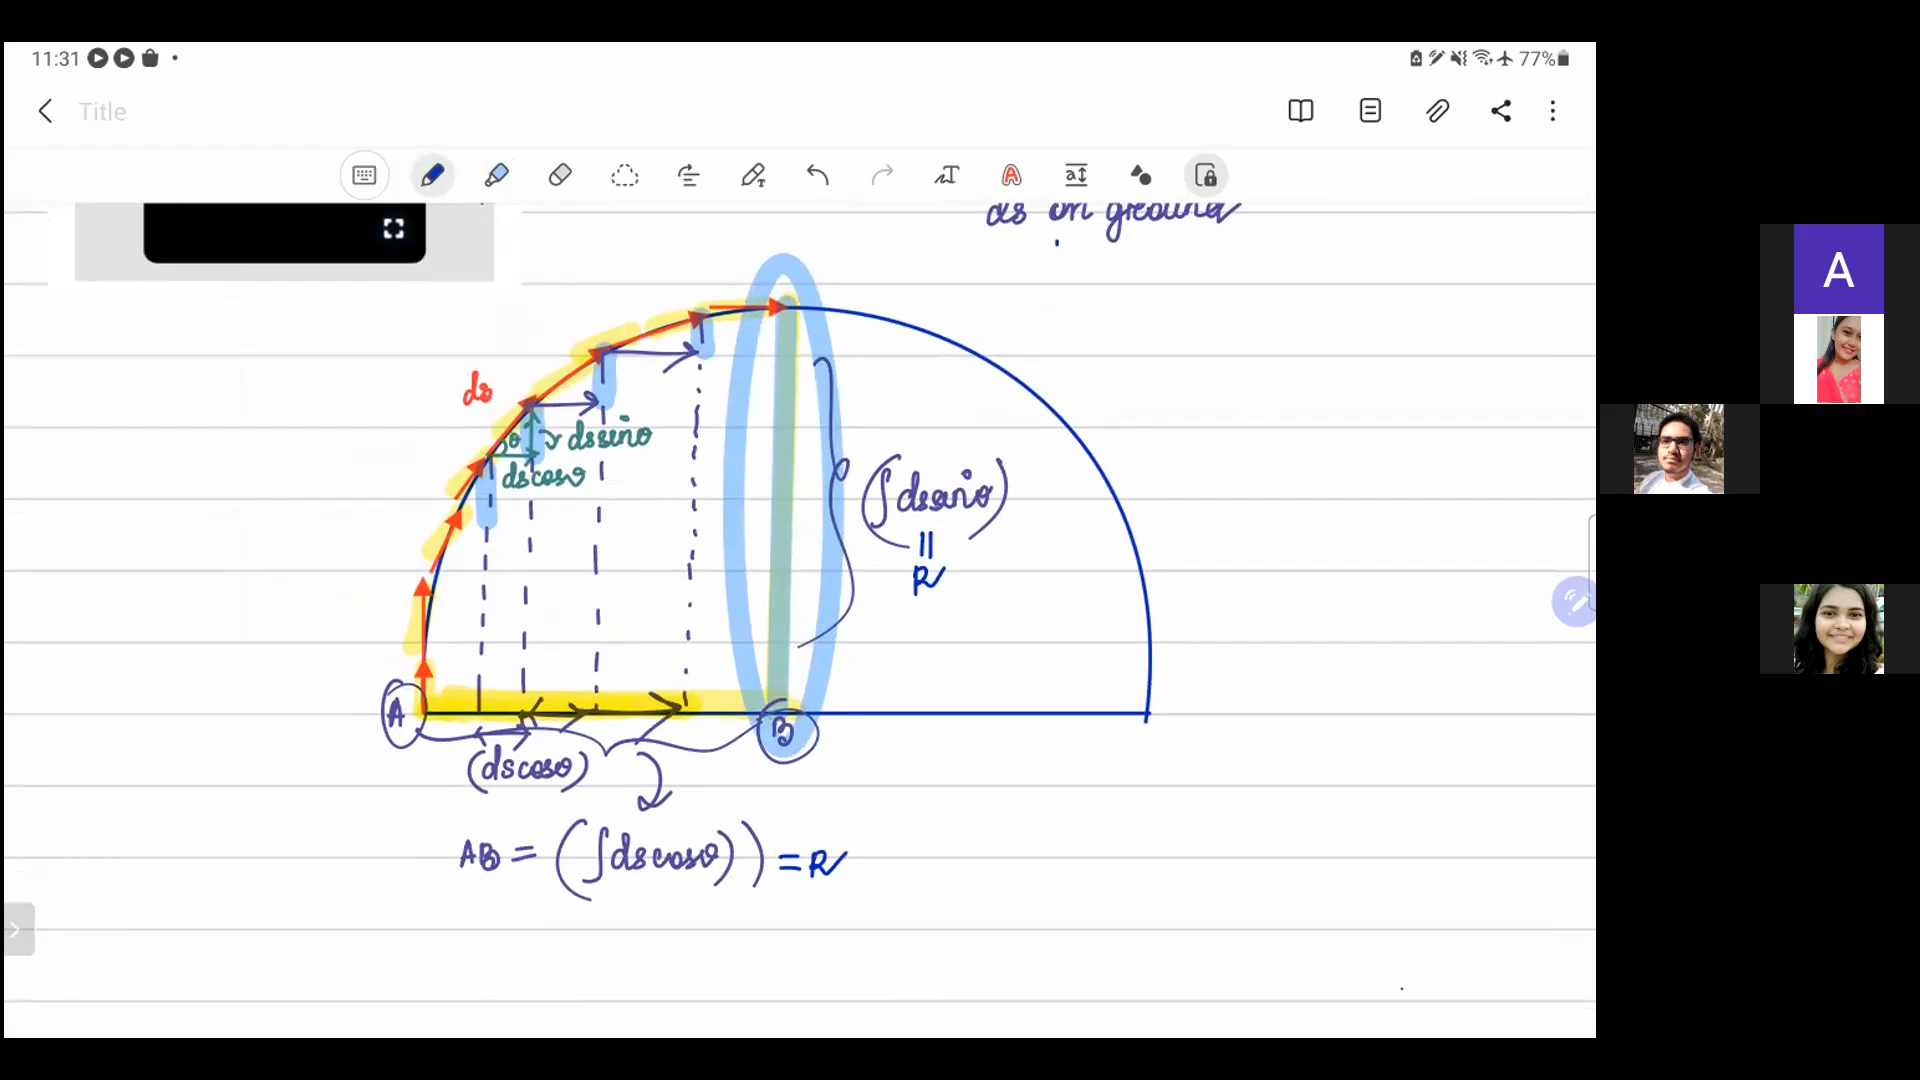 11:31
77%
Title
ds on ground
ds
θ
ds sinθ
ds cosθ
(∫ds sinθ)
=
R
A
B
(ds cosθ)
AB = (∫ds cosθ) = R
A